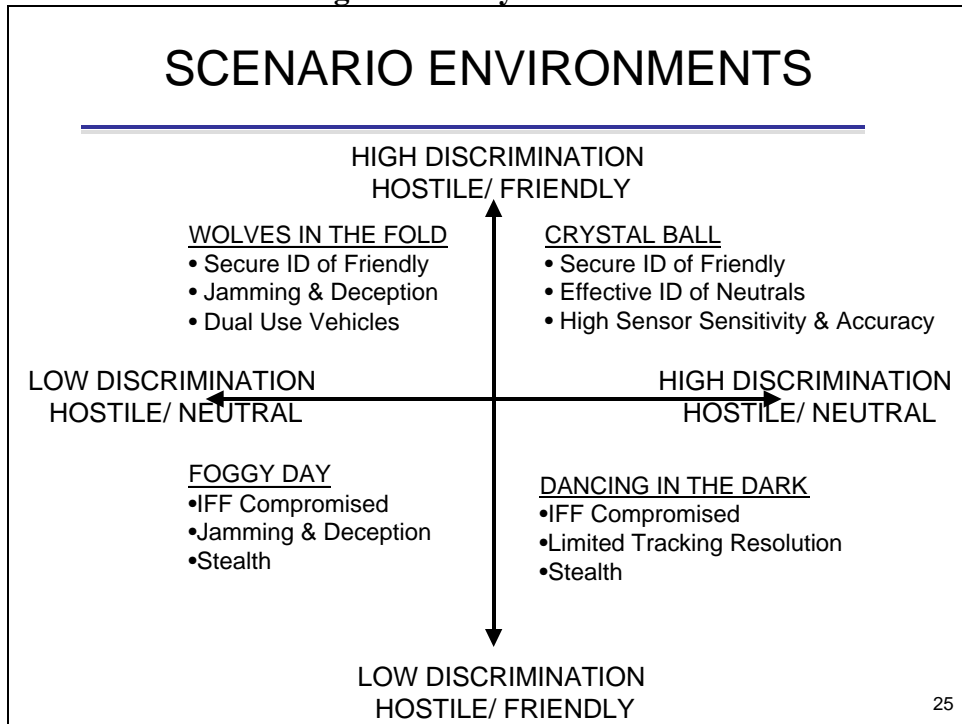 SCENARIO ENVIRONMENTS
HIGH DISCRIMINATION
HOSTILE/ FRIENDLY
WOLVES IN THE FOLD
• Secure ID of Friendly
• Jamming & Deception
• Dual Use Vehicles
CRYSTAL BALL
• Secure ID of Friendly
• Effective ID of Neutrals
• High Sensor Sensitivity & Accuracy
LOW DISCRIMINATION
HOSTILE/ NEUTRAL
HIGH DISCRIMINATION
HOSTILE/ NEUTRAL
FOGGY DAY
•IFF Compromised
•Jamming & Deception
•Stealth
DANCING IN THE DARK
•IFF Compromised
•Limited Tracking Resolution
•Stealth
LOW DISCRIMINATION
HOSTILE/ FRIENDLY
25